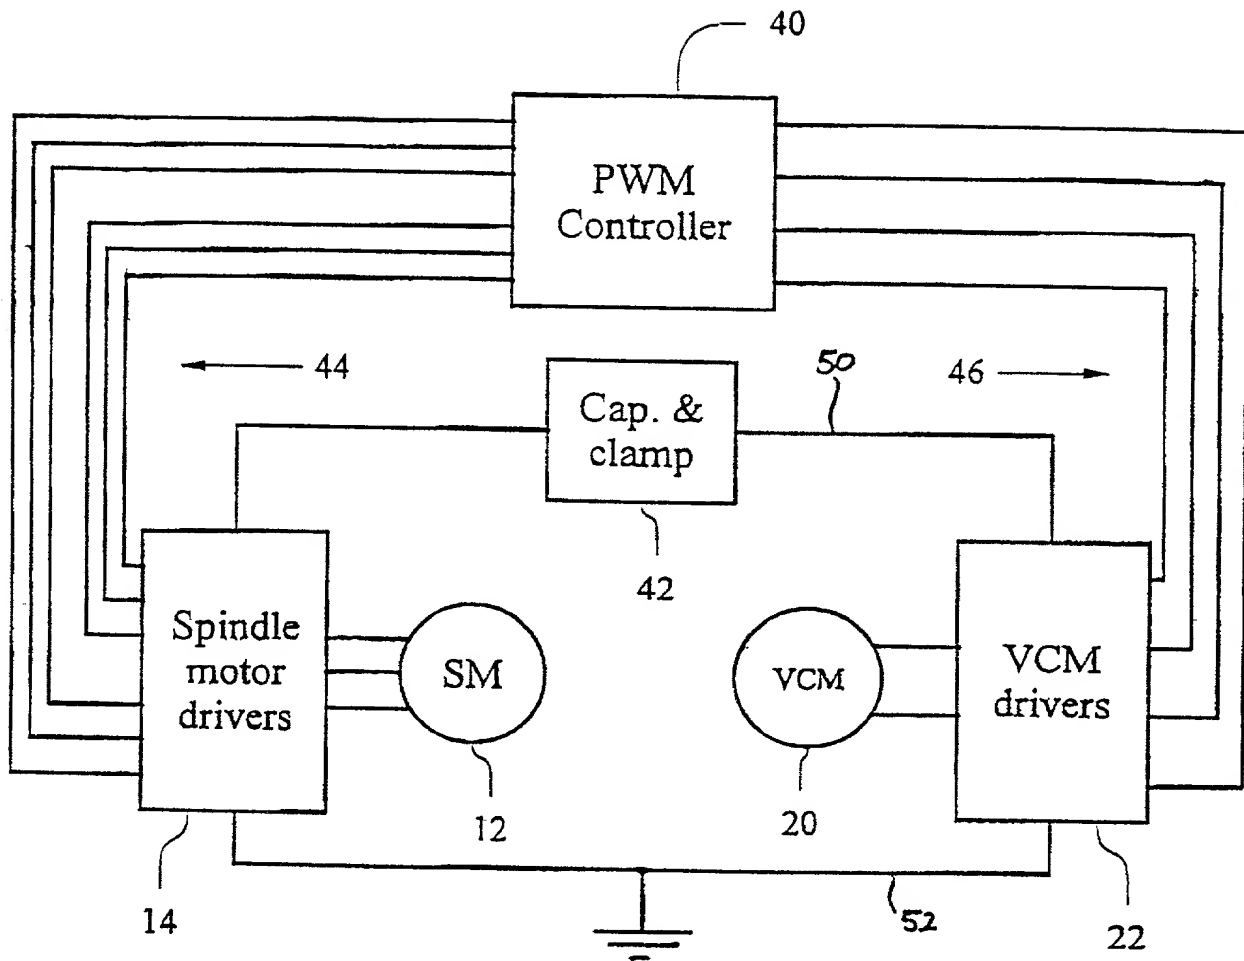 40
PWM
Controller
44
50
46
Cap. &
clamp
42
Spindle
motor
drivers
SM
VCM
VCM
drivers
12
20
14
52
22